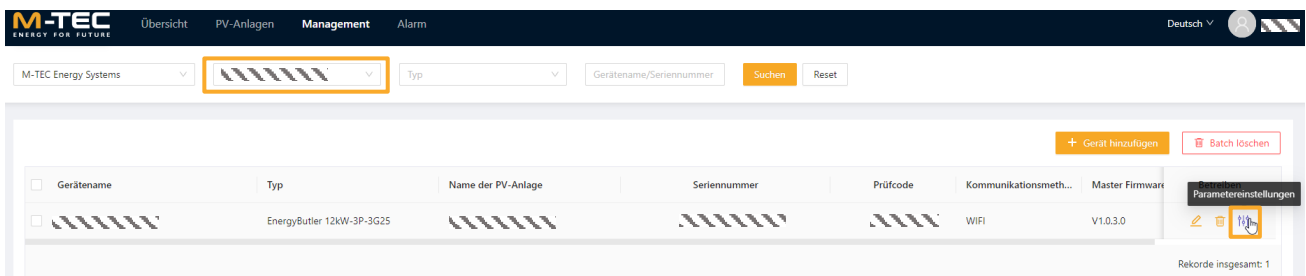 M-TEC Übersicht PV-Anlagen Management Alarm Deutsch
ENERGY FOR FUTURE
M-TEC Energy Systems Typ Gerätename/Seriennummer Suchen Reset
+ Gerät hinzufügen Batch löschen
Gerätename Typ Name der PV-Anlage Seriennummer Prüfcode Kommunikationsmeth... Master Firmware Betreiben
Parametereinstellungen
EnergyButler 12kW-3P-3G25 WIFI V1.0.3.0
Rekorde insgesamt: 1